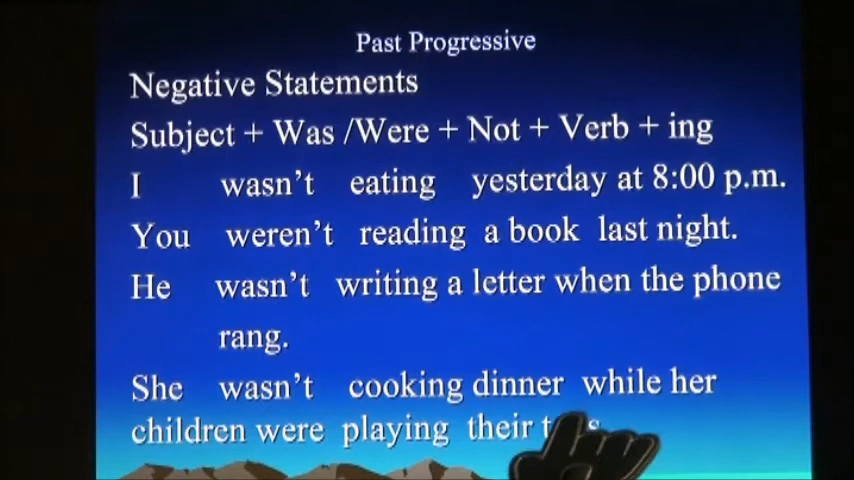 Past Progressive
Negative Statements
Subject + Was /Were + Not + Verb + ing
I wasn't eating yesterday at 8:00 p.m.
You weren't reading a book last night.
He wasn't writing a letter when the phone
rang.
She wasn't cooking dinner while her
children were playing their